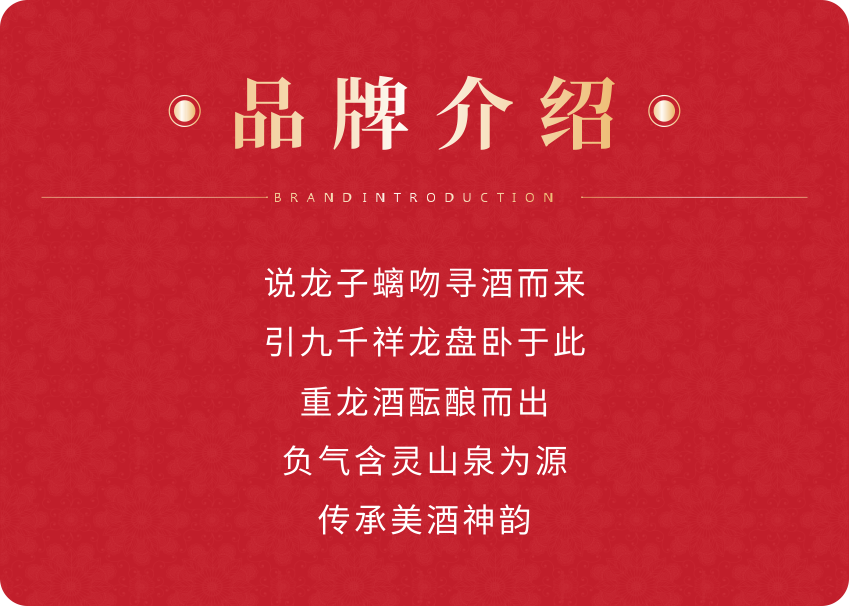 品牌介绍
BRANDINTRODUCTION
说龙子螭吻寻酒而来
引九千祥龙盘卧于此
重龙酒酝酿而出
负气含灵山泉为源
传承美酒神韵